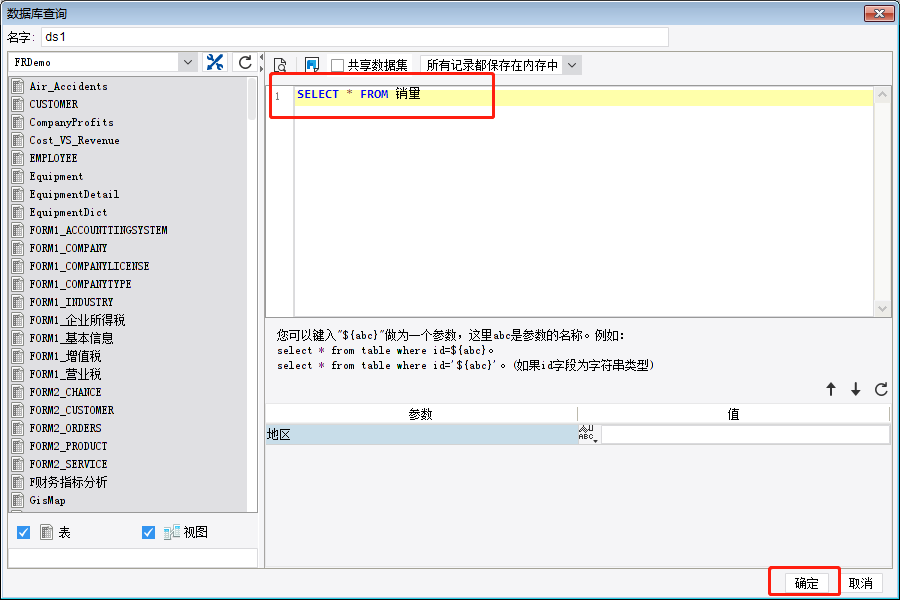 数据库查询
名字: ds1
FRDemo
共享数据集 所有记录都保存在内存中
Air_Accidents
CUSTOMER
CompanyProfits
Cost_VS_Revenue
EMPLOYEE
Equipment
EquipmentDetail
EquipmentDict
FORM1_ACCOUNTTINGSYSTEM
FORM1_COMPANY
FORM1_COMPANYLICENSE
FORM1_COMPANYTYPE
FORM1_INDUSTRY
FORM1_企业所得税
FORM1_基本信息
FORM1_增值税
FORM1_营业税
FORM2_CHANCE
FORM2_CUSTOMER
FORM2_ORDERS
FORM2_PRODUCT
FORM2_SERVICE
F财务指标分析
GisMap
表 视图
1 SELECT * FROM 销量
您可以键入"${abc}"做为一个参数，这里abc是参数的名称。例如:
select * from table where id=${abc}。
select * from table where id='${abc}'。(如果id字段为字符串类型)
参数 值
地区 ABC
确定 取消